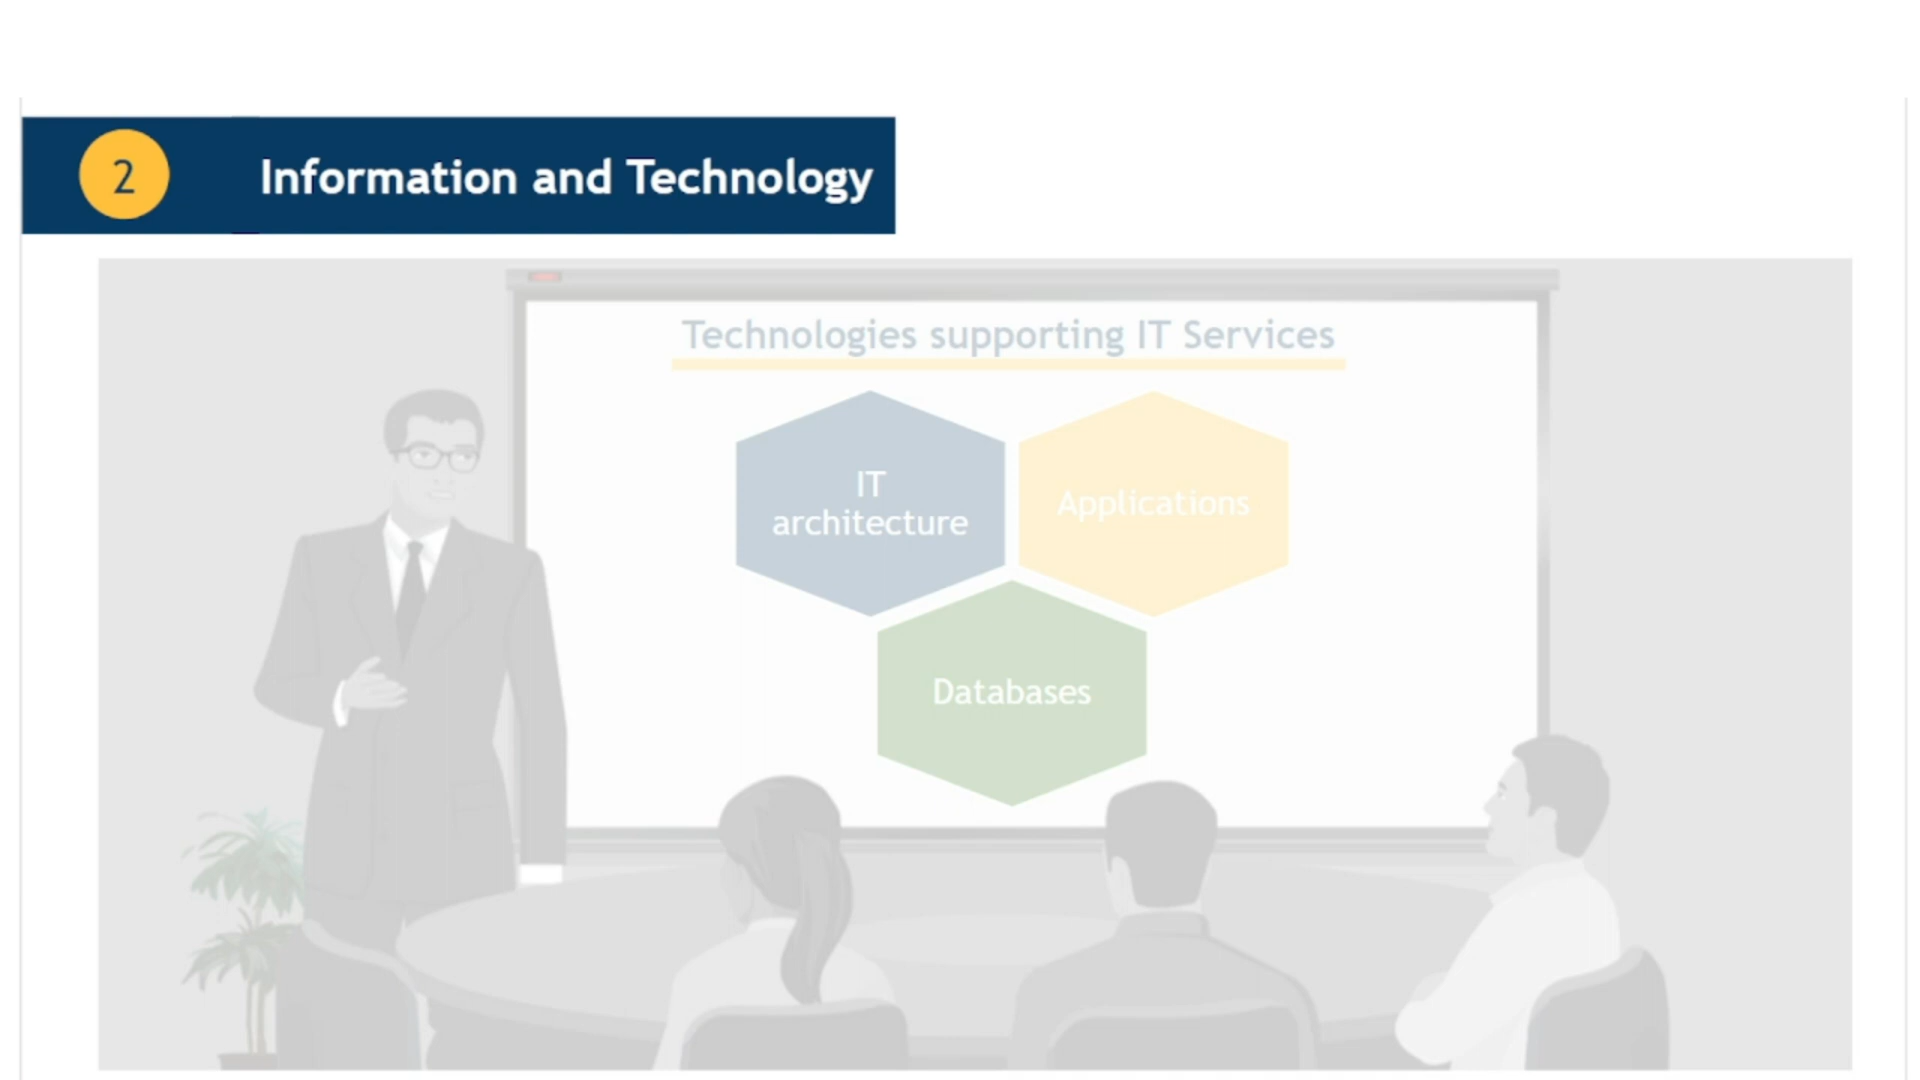 2
Information and Technology
Technologies supporting IT Services
IT
architecture
Applications
Databases